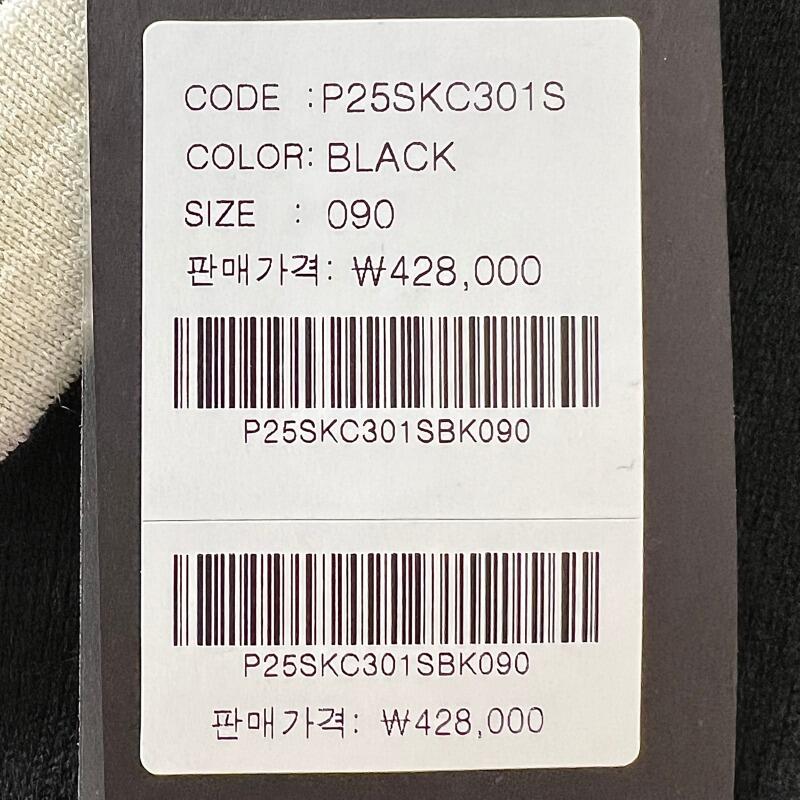 CODE :P25SKC301S
COLOR: BLACK
SIZE : 090
판매가격: ₩428,000
P25SKC301SBK090
P25SKC301SBK090
판매가격: ₩428,000